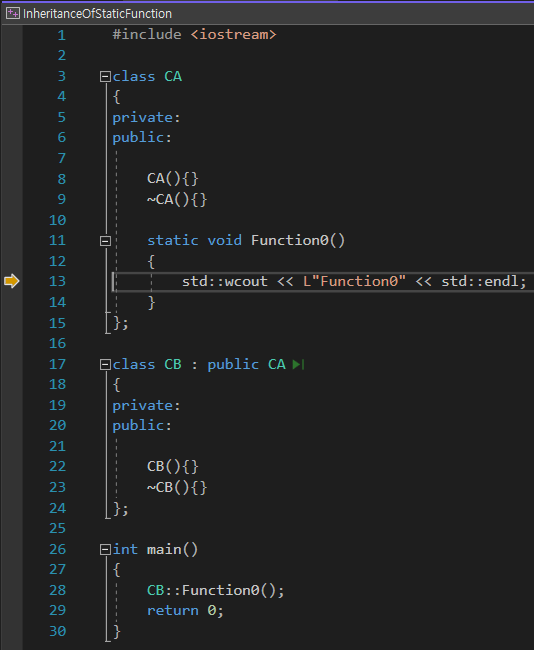 InheritanceOfStaticFunction
1 #include <iostream>
2
3 class CA
4 {
5 private:
6 public:
7
8 CA(){}
9 ~CA(){}
10
11 static void Function0()
12 {
13 std::wcout << L"Function0" << std::endl;
14 }
15 };
16
17 class CB : public CA
18 {
19 private:
20 public:
21
22 CB(){}
23 ~CB(){}
24 };
25
26 int main()
27 {
28 CB::Function0();
29 return 0;
30 }